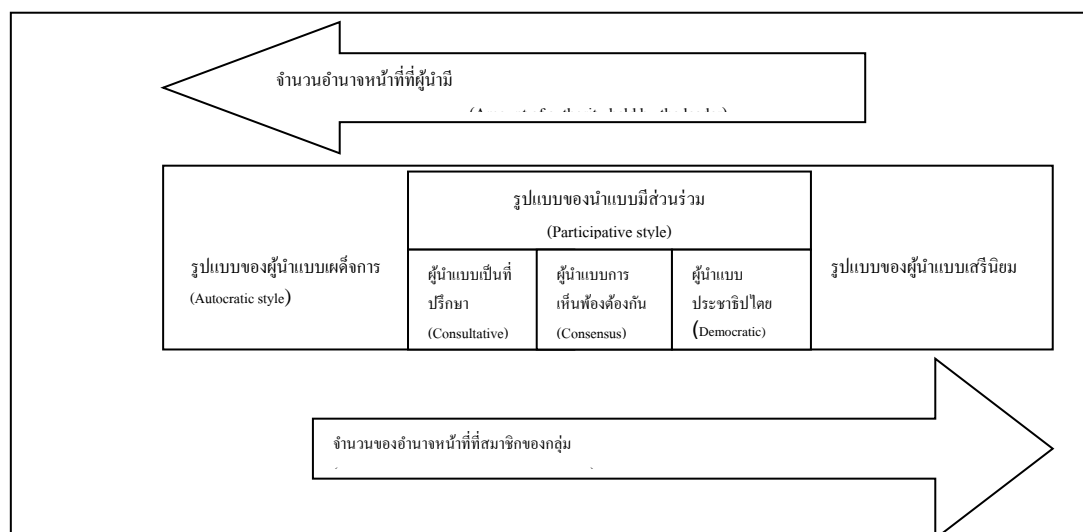 จำนวนอำนาจหน้าที่ที่ผู้นำมี
รูปแบบของนำแบบมีส่วนร่วม
(Participative style)
รูปแบบของผู้นำแบบเผด็จการ
(Autocratic style)
ผู้นำแบบเป็นที่
ปรึกษา
(Consultative)
ผู้นำแบบการ
เห็นพ้องต้องกัน
(Consensus)
ผู้นำแบบ
ประชาธิปไตย
(Democratic)
รูปแบบของผู้นำแบบเสรีนิยม
จำนวนของอำนาจหน้าที่ที่สมาชิกของกลุ่ม